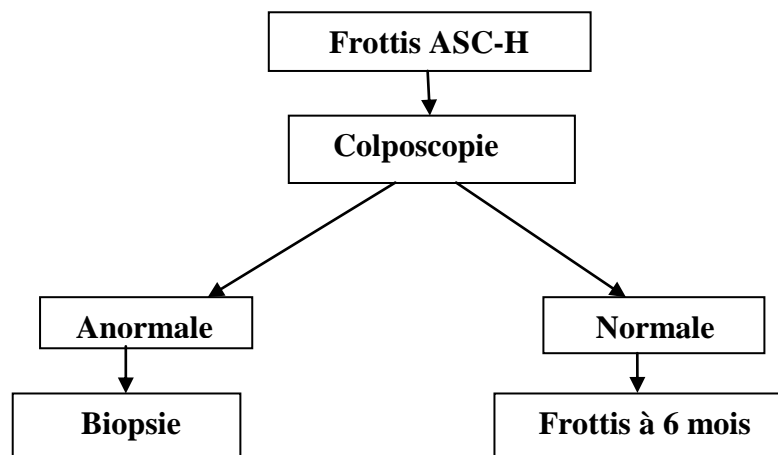 Frottis ASC-H
Colposcopie
Anormale
Normale
Biopsie
Frottis à 6 mois